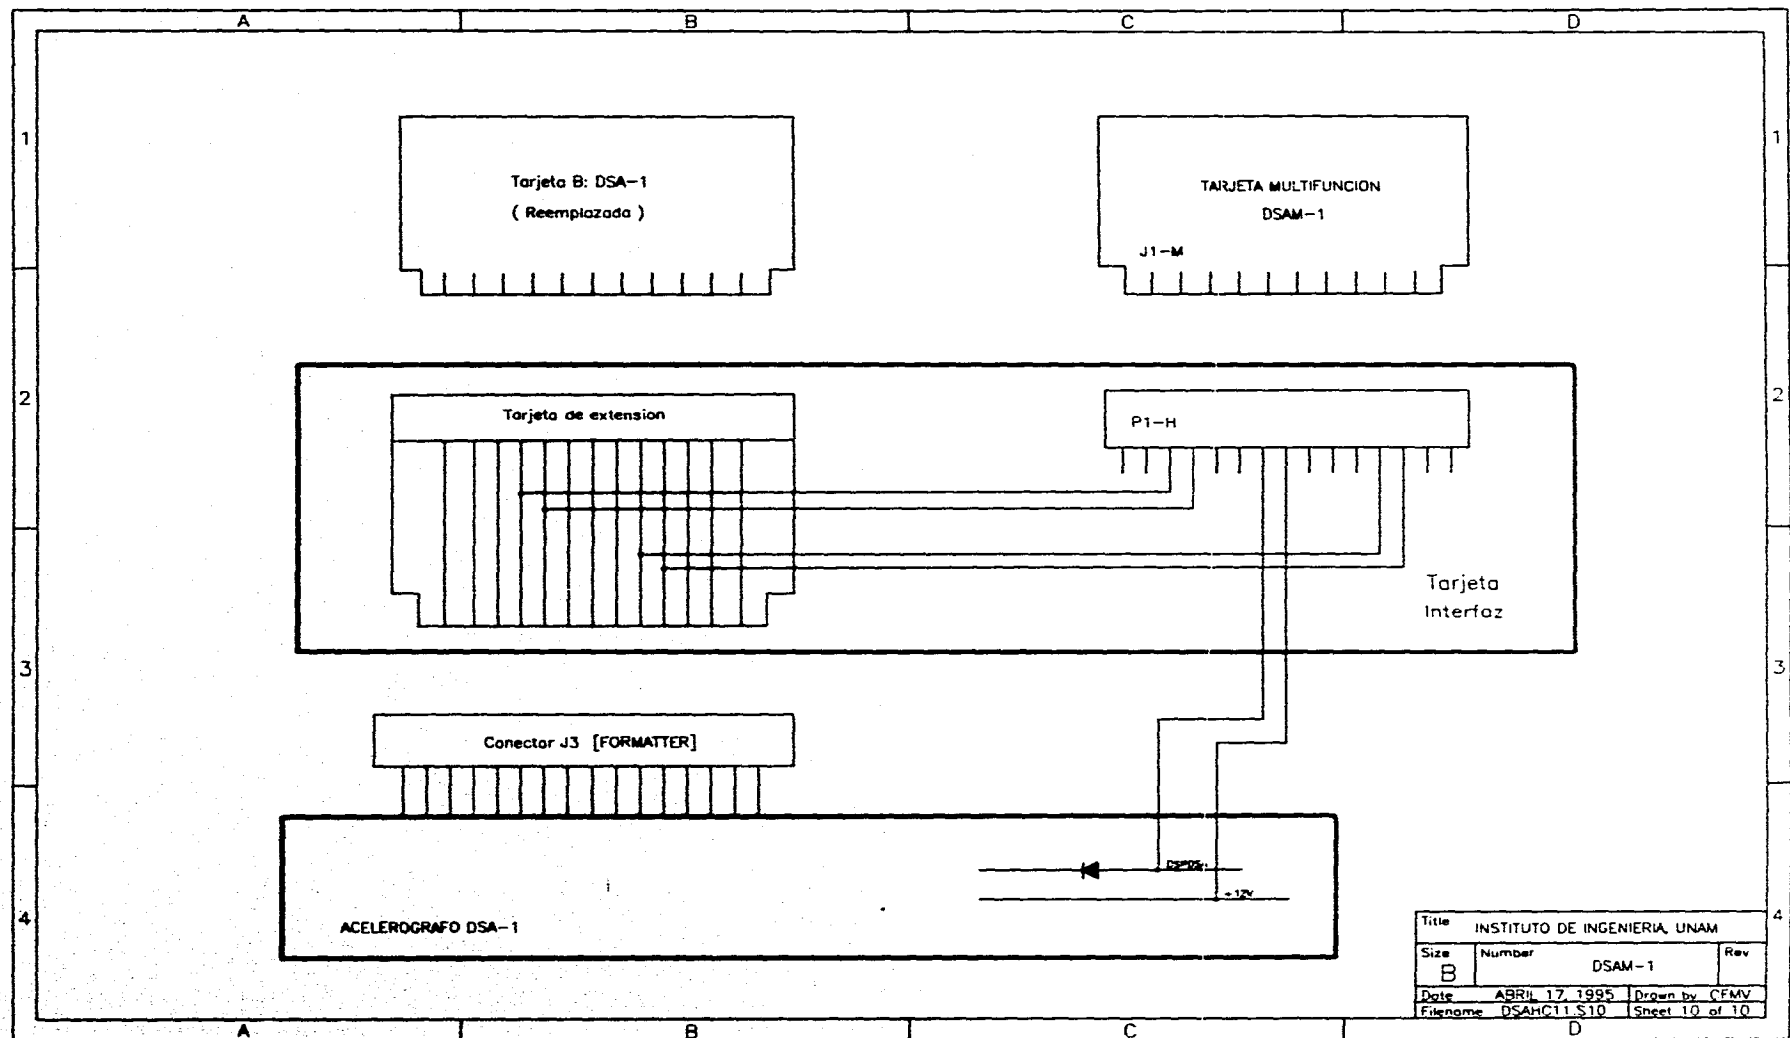 A B C D
1 1
Tarjeta B: DSA-1
( Reemplazada )
TARJETA MULTIFUNCION
DSAM-1
J1-M
2 2
Tarjeta de extension
P1-H
Tarjeta
Interfaz
3 3
Conector J3 [FORMATTER]
+12V
4 4
ACELEROGRAFO DSA-1
Title INSTITUTO DE INGENIERIA, UNAM
Size Number Rev
B DSAM-1
Date ABRIL 17, 1995 Drawn by CFMV
Filename DSAHC11.S10 Sheet 10 of 10
A B C D